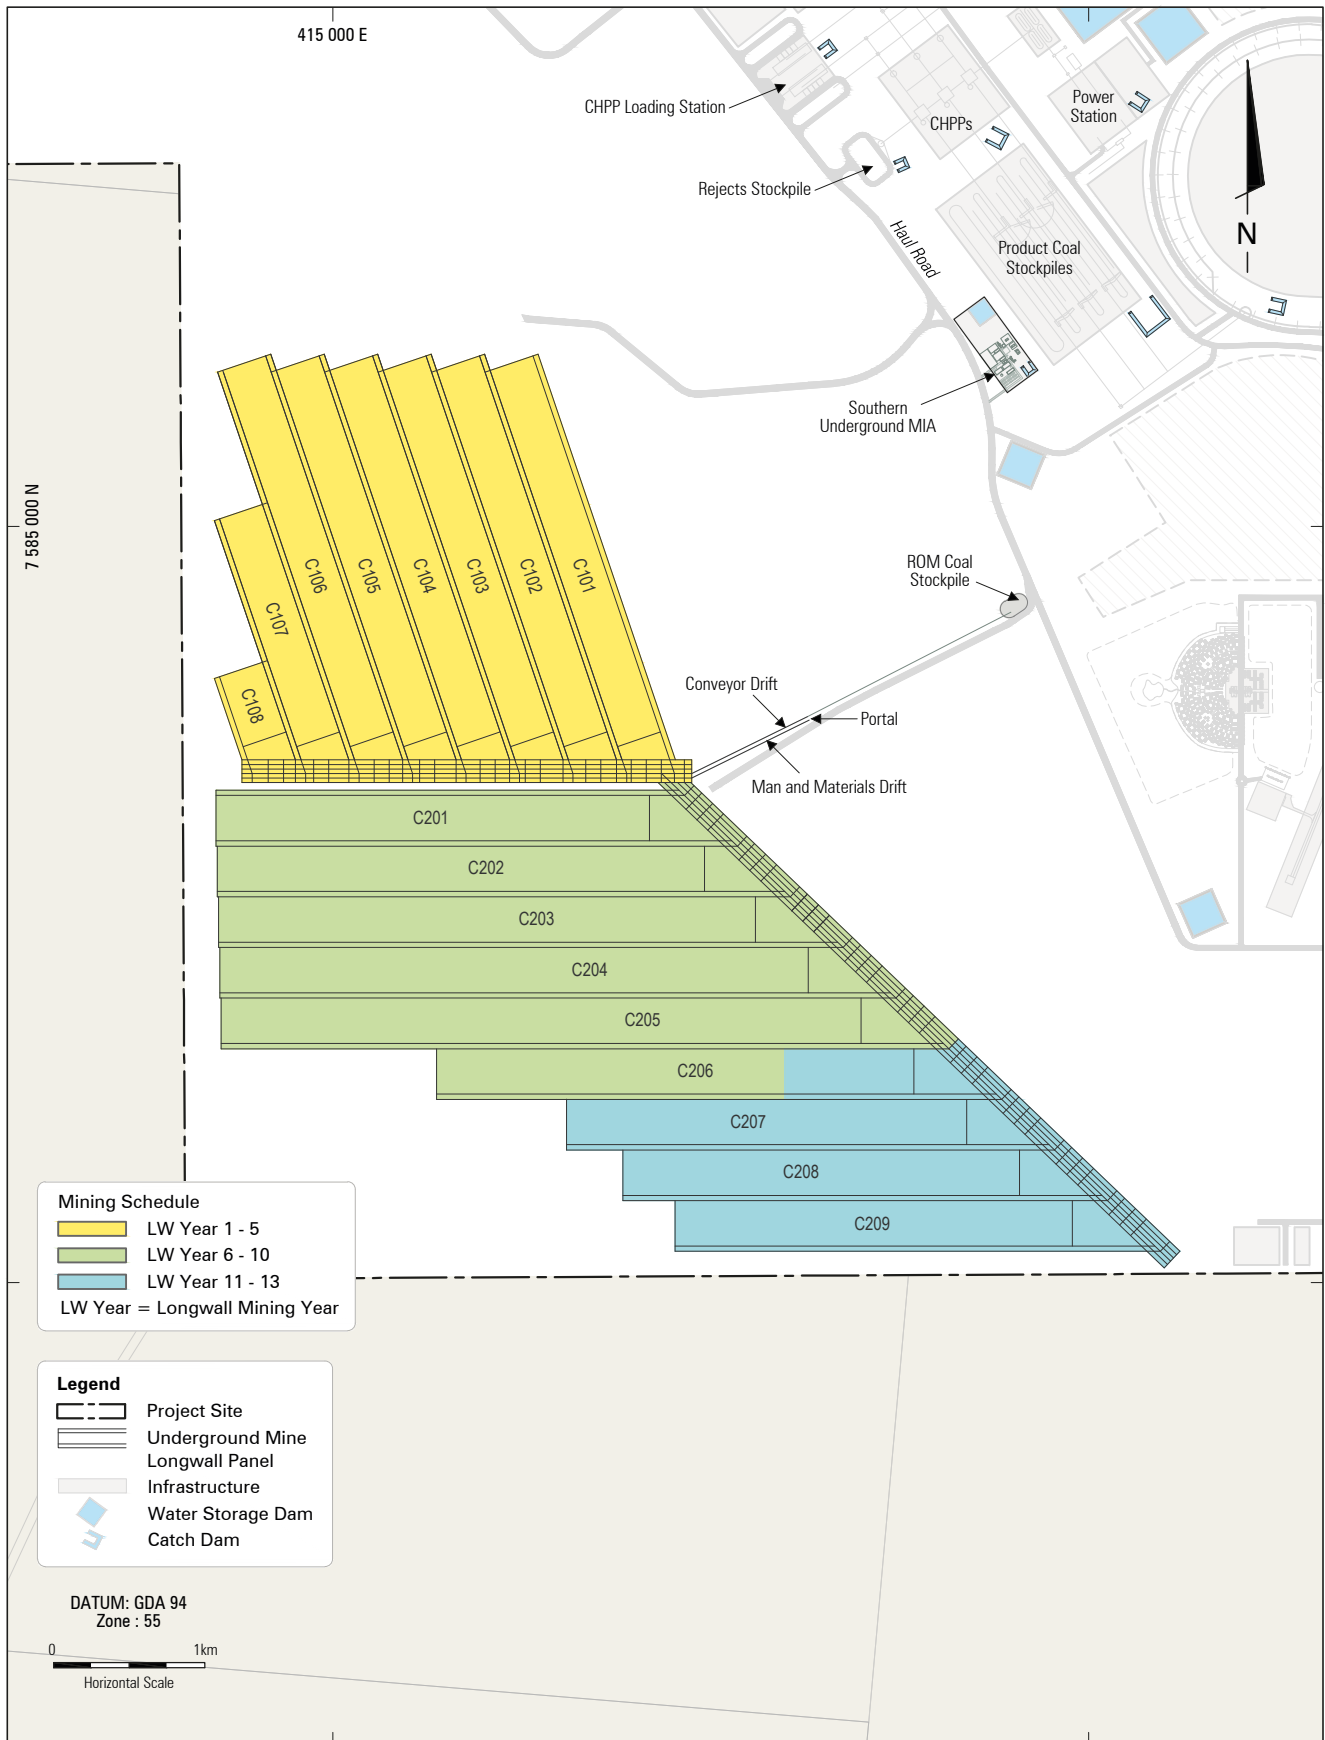 415 000 E
CHPP Loading Station
CHPPs
Power
Station
Rejects Stockpile
Haul Road
Product Coal
Stockpiles
N
Southern
Underground MIA
7 585 000 N
ROM Coal
Stockpile
C101
C102
C103
C104
C105
C106
C107
C108
Conveyor Drift
Portal
Man and Materials Drift
C201
C202
C203
C204
C205
C206
C207
C208
C209
Mining Schedule
LW Year 1 - 5
LW Year 6 - 10
LW Year 11 - 13
LW Year = Longwall Mining Year
Legend
Project Site
Underground Mine
Longwall Panel
Infrastructure
Water Storage Dam
Catch Dam
DATUM: GDA 94
Zone : 55
0 1km
Horizontal Scale